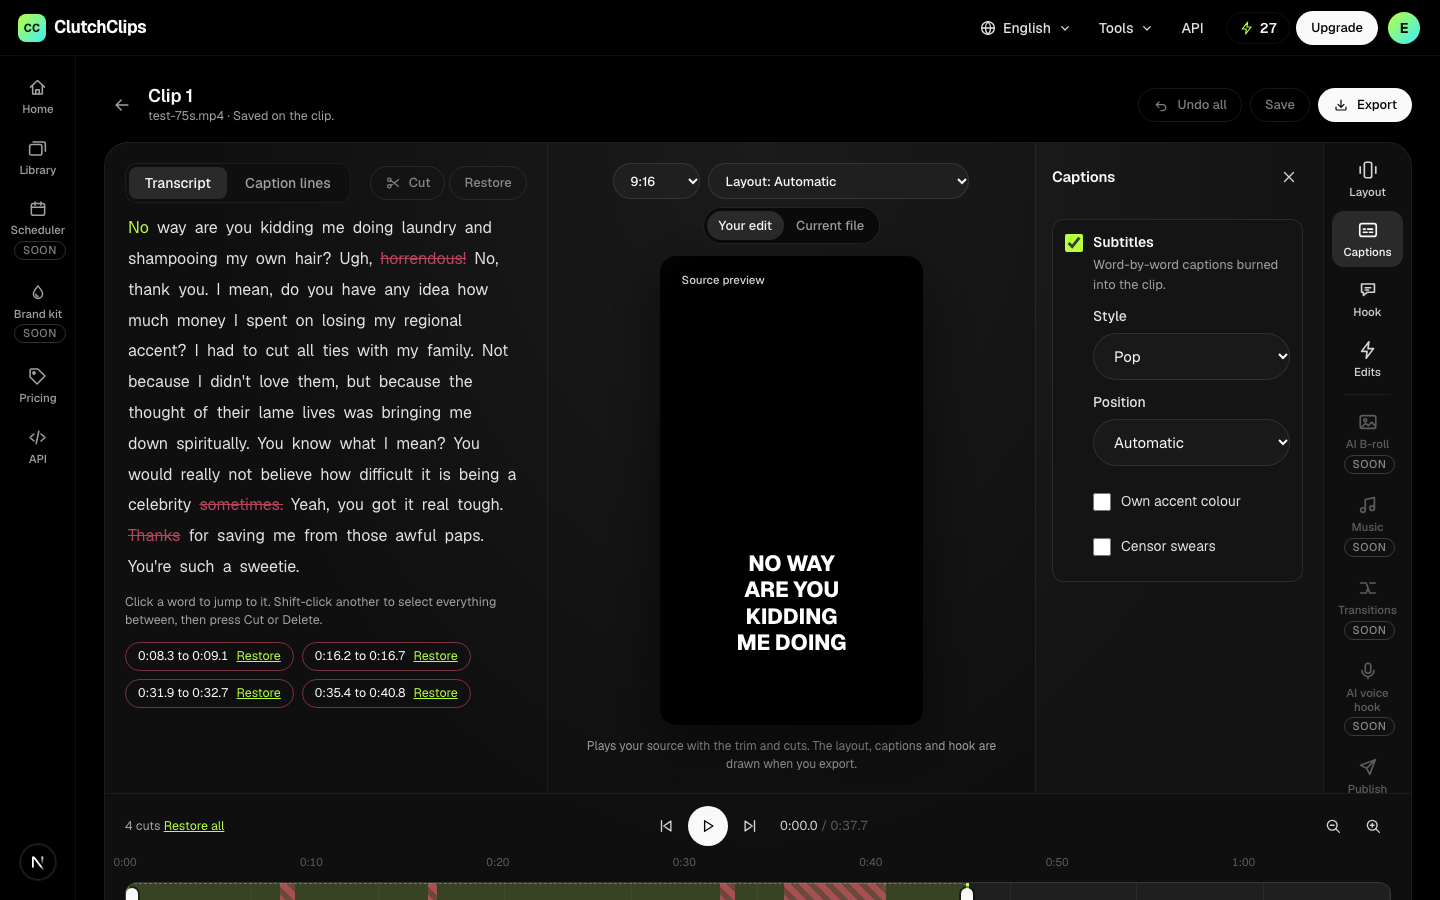 CC ClutchClips
English
Tools
API
27
Upgrade
E
Home
Library
Scheduler
SOON
Brand kit
SOON
Pricing
API
N
Clip 1
test-75s.mp4 · Saved on the clip.
Undo all
Save
Export
Transcript
Caption lines
Cut
Restore
No way are you kidding me doing laundry and
shampooing my own hair? Ugh, horrendous! No,
thank you. I mean, do you have any idea how
much money I spent on losing my regional
accent? I had to cut all ties with my family. Not
because I didn't love them, but because the
thought of their lame lives was bringing me
down spiritually. You know what I mean? You
would really not believe how difficult it is being a
celebrity sometimes. Yeah, you got it real tough.
Thanks for saving me from those awful paps.
You're such a sweetie.
Click a word to jump to it. Shift-click another to select everything
between, then press Cut or Delete.
0:08.3 to 0:09.1 Restore
0:16.2 to 0:16.7 Restore
0:31.9 to 0:32.7 Restore
0:35.4 to 0:40.8 Restore
9:16
Layout: Automatic
Your edit
Current file
Source preview
NO WAY
ARE YOU
KIDDING
ME DOING
Plays your source with the trim and cuts. The layout, captions and hook are
drawn when you export.
Captions
Subtitles
Word-by-word captions burned
into the clip.
Style
Pop
Position
Automatic
Own accent colour
Censor swears
Layout
Captions
Hook
Edits
AI B-roll
SOON
Music
SOON
Transitions
SOON
AI voice
hook
SOON
Publish
4 cuts Restore all
0:00.0 / 0:37.7
0:00
0:10
0:20
0:30
0:40
0:50
1:00